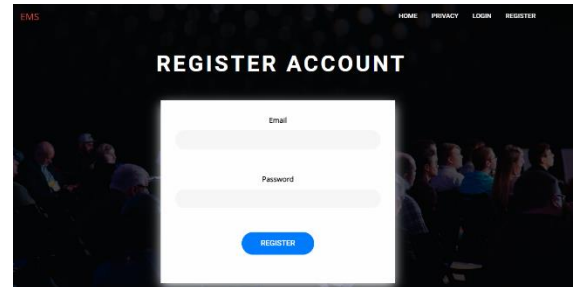 EMS
HOME PRIVACY LOGIN REGISTER
REGISTER ACCOUNT
Email
Password
REGISTER